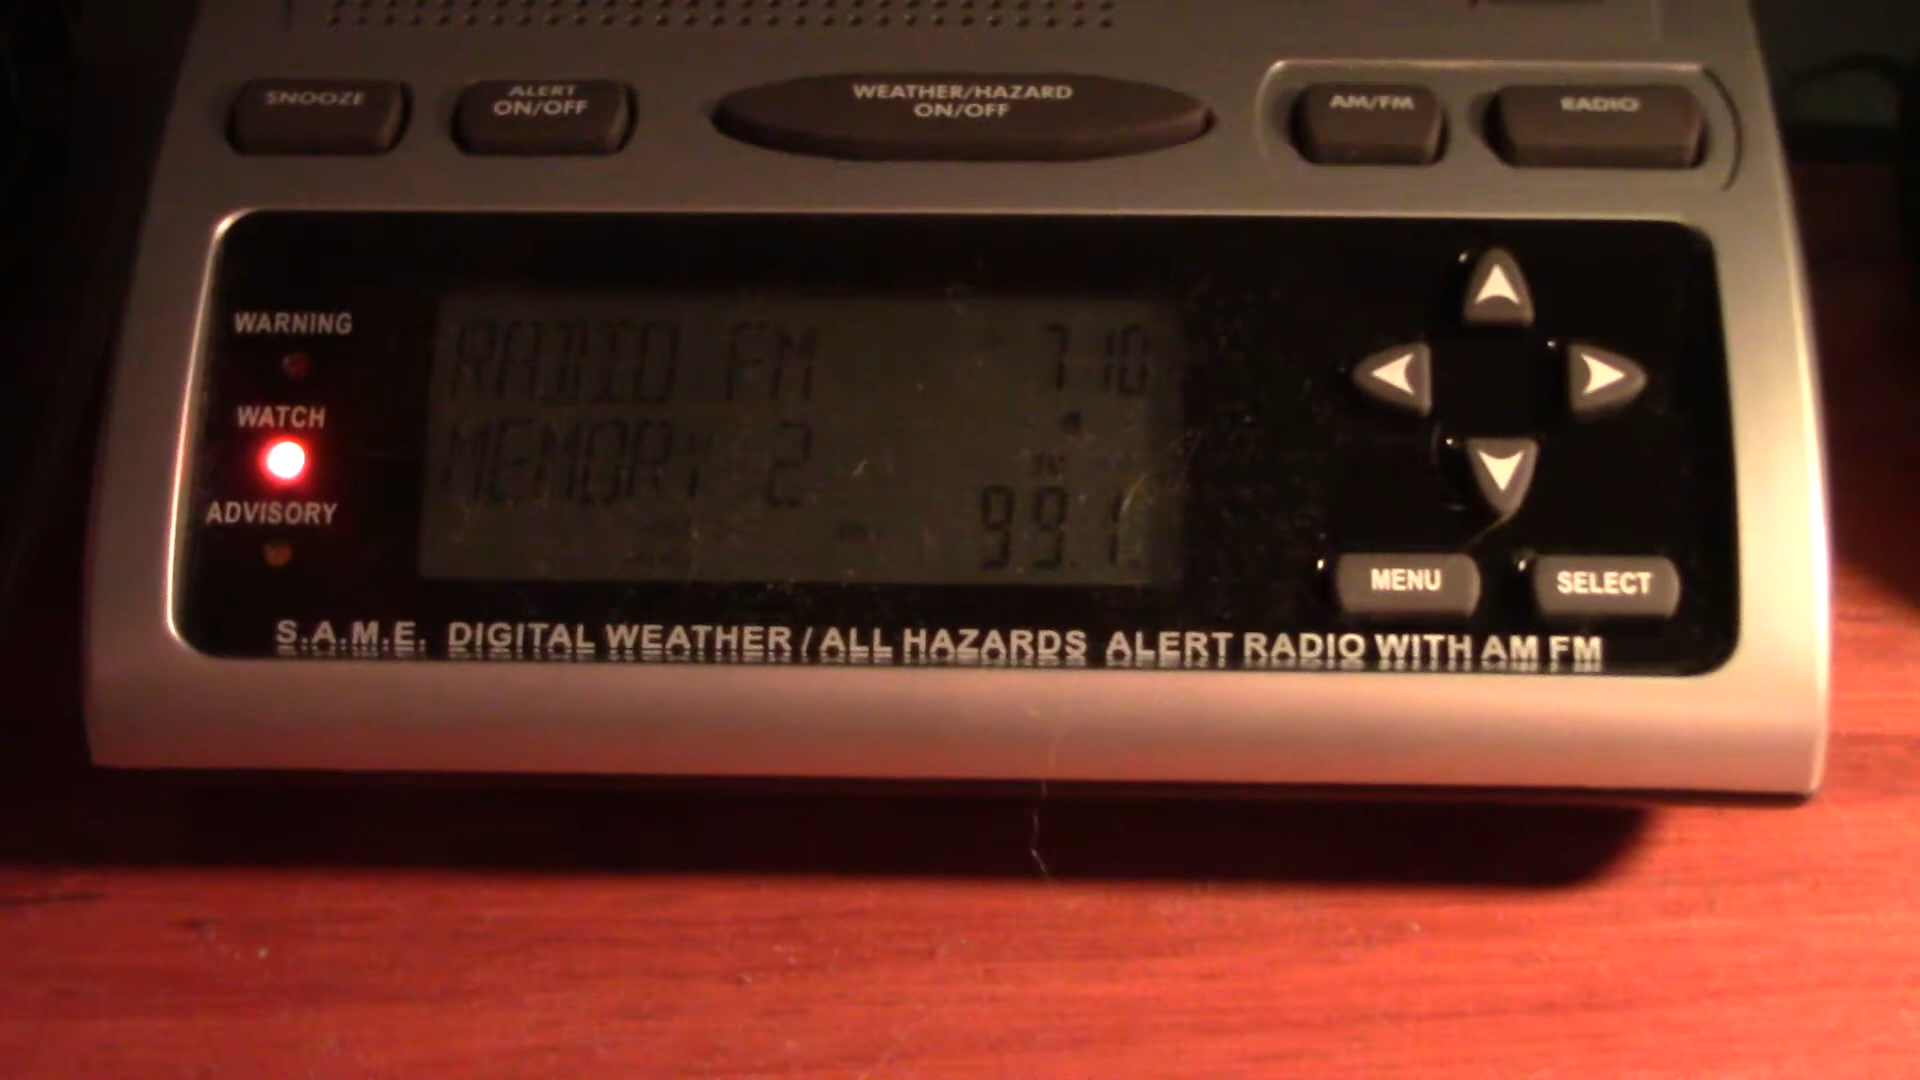 SNOOZE
ALERT
ON/OFF
WEATHER/HAZARD
ON/OFF
AM/FM
RADIO
WARNING
WATCH
ADVISORY
RADIO FM 7 10
MEMORY 2
99.1
MENU
SELECT
S.A.M.E. DIGITAL WEATHER / ALL HAZARDS ALERT RADIO WITH AM FM